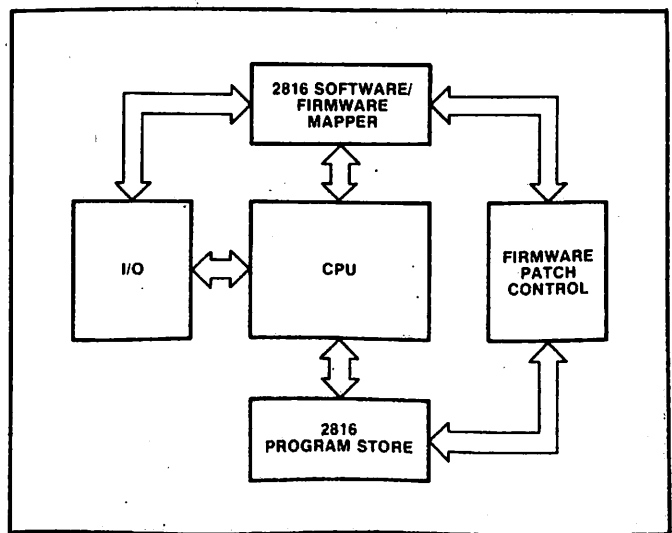 2816 SOFTWARE/
FIRMWARE
MAPPER
I/O
CPU
FIRMWARE
PATCH
CONTROL
2816
PROGRAM STORE